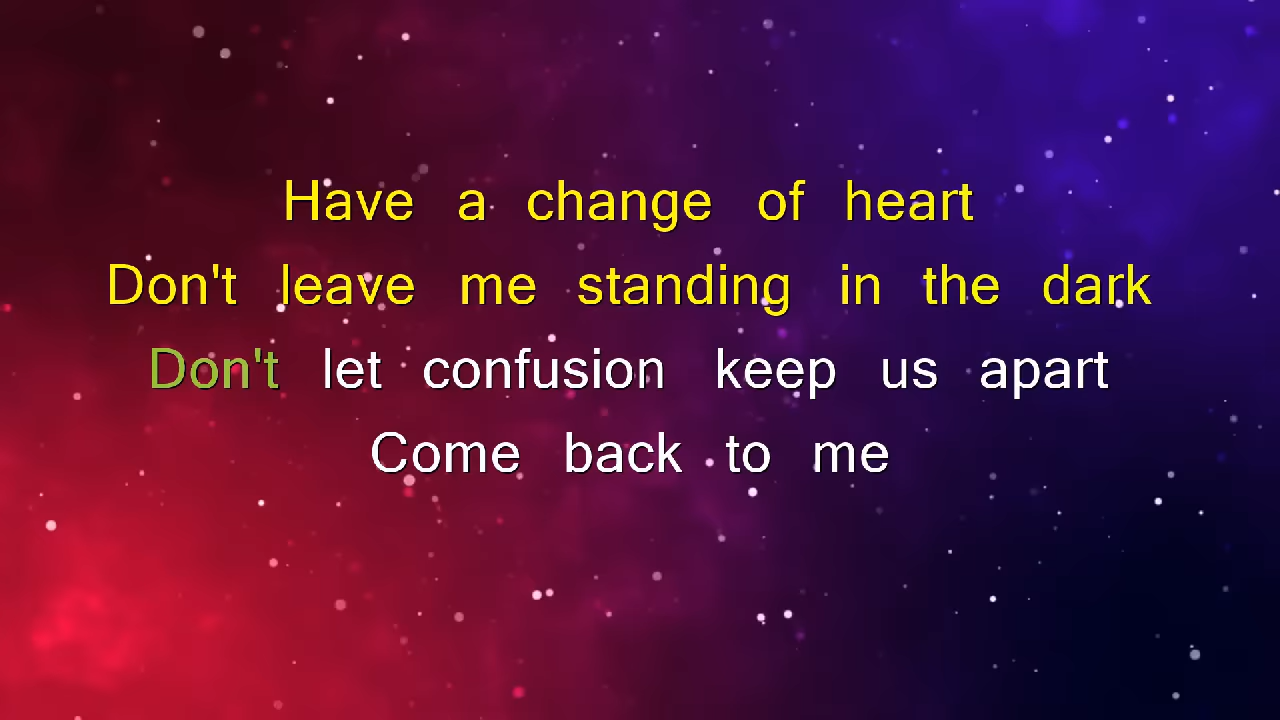 Have a change of heart
Don't leave me standing in the dark
Don't let confusion keep us apart
Come back to me